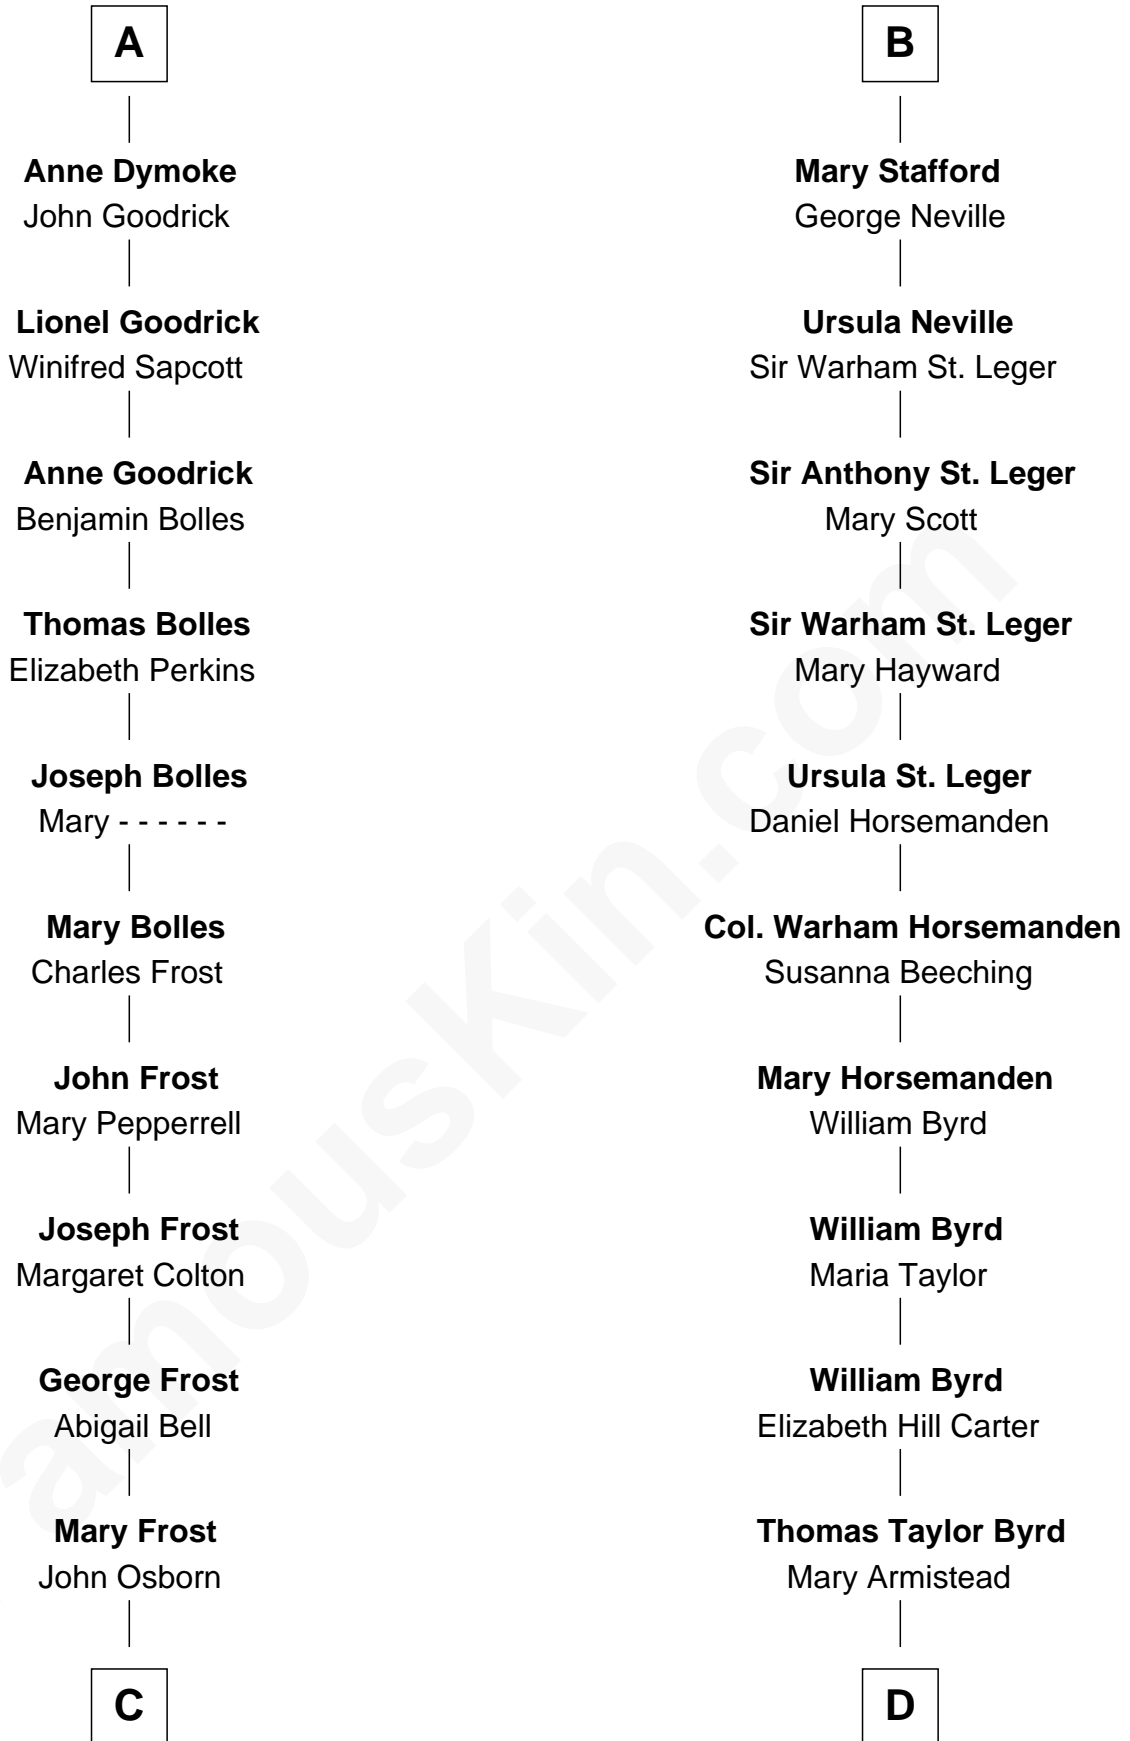 A
Anne Dymoke
John Goodrick
Lionel Goodrick
Winifred Sapcott
Anne Goodrick
Benjamin Bolles
Thomas Bolles
Elizabeth Perkins
Joseph Bolles
Mary - - - - - -
Mary Bolles
Charles Frost
John Frost
Mary Pepperrell
Joseph Frost
Margaret Colton
George Frost
Abigail Bell
Mary Frost
John Osborn
C
B
Mary Stafford
George Neville
Ursula Neville
Sir Warham St. Leger
Sir Anthony St. Leger
Mary Scott
Sir Warham St. Leger
Mary Hayward
Ursula St. Leger
Daniel Horsemanden
Col. Warham Horsemanden
Susanna Beeching
Mary Horsemanden
William Byrd
William Byrd
Maria Taylor
William Byrd
Elizabeth Hill Carter
Thomas Taylor Byrd
Mary Armistead
D
amousKin.com